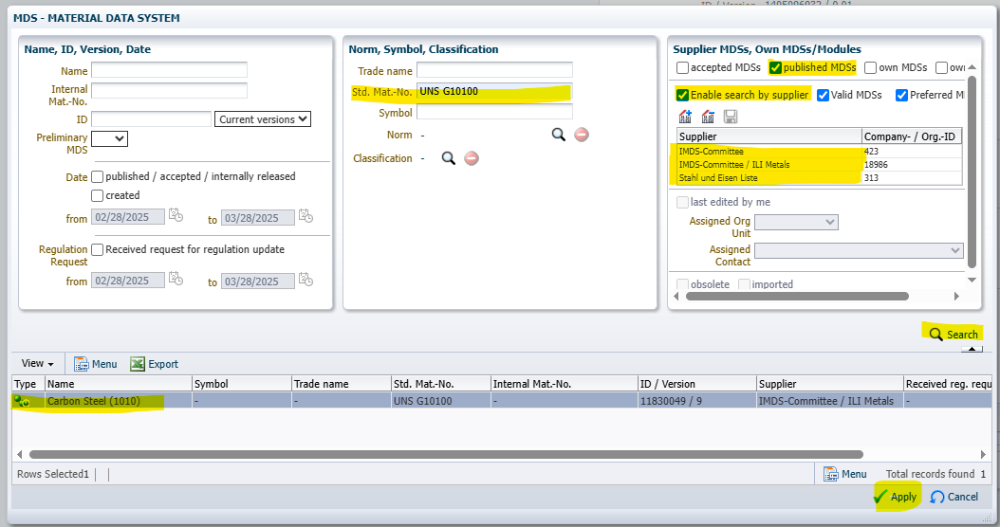 ID / Version 1495096932 / 0.01
MDS - MATERIAL DATA SYSTEM
Name, ID, Version, Date
Name
Internal
Mat.-No.
ID
Current versions
Preliminary
MDS
Date
published / accepted / internally released
created
from 02/28/2025 to 03/28/2025
Regulation
Request
Received request for regulation update
from 02/28/2025 to 03/28/2025
Norm, Symbol, Classification
Trade name
Std. Mat.-No. UNS G10100
Symbol
Norm -
Classification -
Supplier MDSs, Own MDSs/Modules
accepted MDSs published MDSs own MDSs own
Enable search by supplier Valid MDSs Preferred M
Supplier Company- / Org.-ID
IMDS-Committee 423
IMDS-Committee / ILI Metals 18986
Stahl und Eisen Liste 313
last edited by me
Assigned Org
Unit
Assigned
Contact
obsolete imported
Search
View Menu Export
Type Name Symbol Trade name Std. Mat.-No. Internal Mat.-No. ID / Version Supplier Received reg. requ
Carbon Steel (1010) - - UNS G10100 - 11830049 / 9 IMDS-Committee / ILI Metals -
Rows Selected1 Menu Total records found 1
Apply Cancel